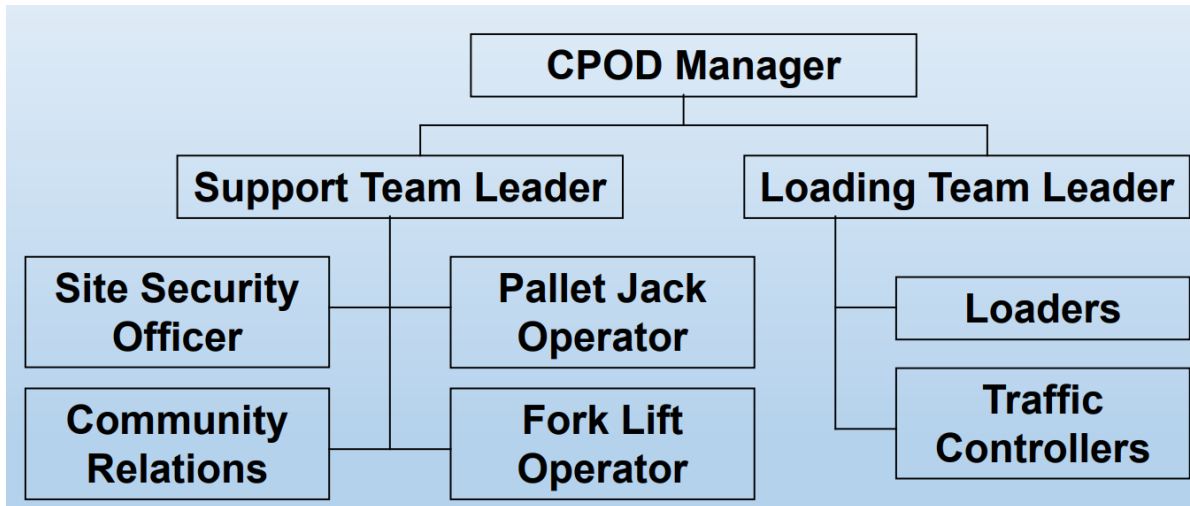 CPOD Manager
Support Team Leader
Loading Team Leader
Site Security
Officer
Pallet Jack
Operator
Loaders
Community
Relations
Fork Lift
Operator
Traffic
Controllers